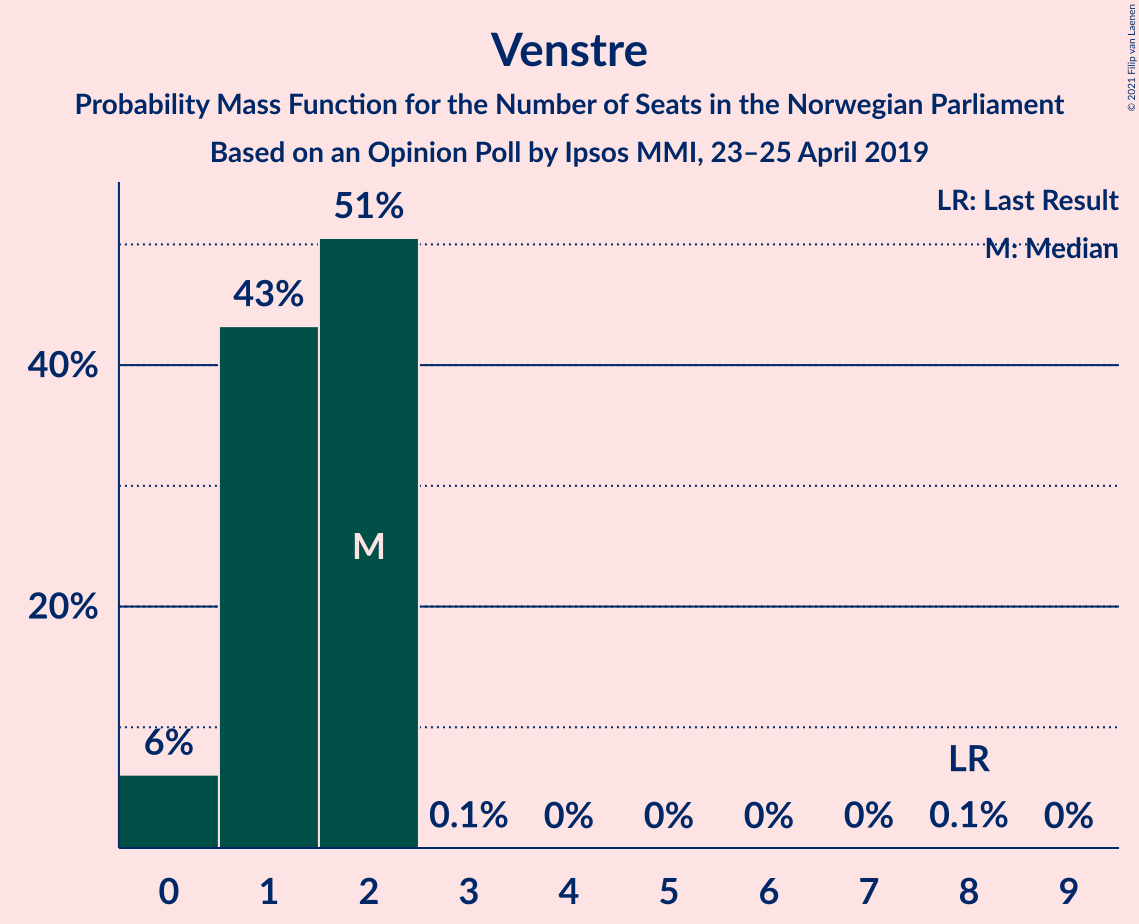 Venstre
Probability Mass Function for the Number of Seats in the Norwegian Parliament
Based on an Opinion Poll by Ipsos MMI, 23–25 April 2019
© 2021 Filip van Laenen
LR: Last Result
M: Median
51%
43%
40%
M
20%
6%
LR
0.1% 0% 0% 0% 0% 0.1% 0%
0 1 2 3 4 5 6 7 8 9